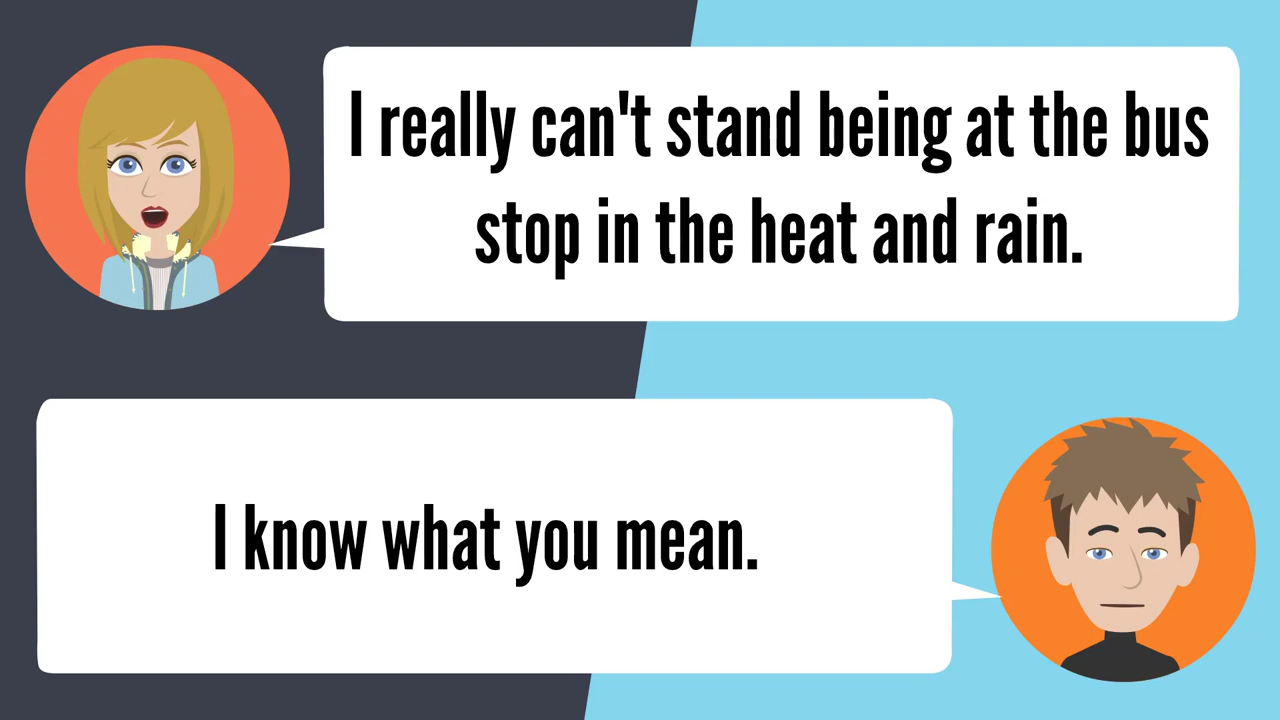 I really can't stand being at the bus
stop in the heat and rain.
I know what you mean.